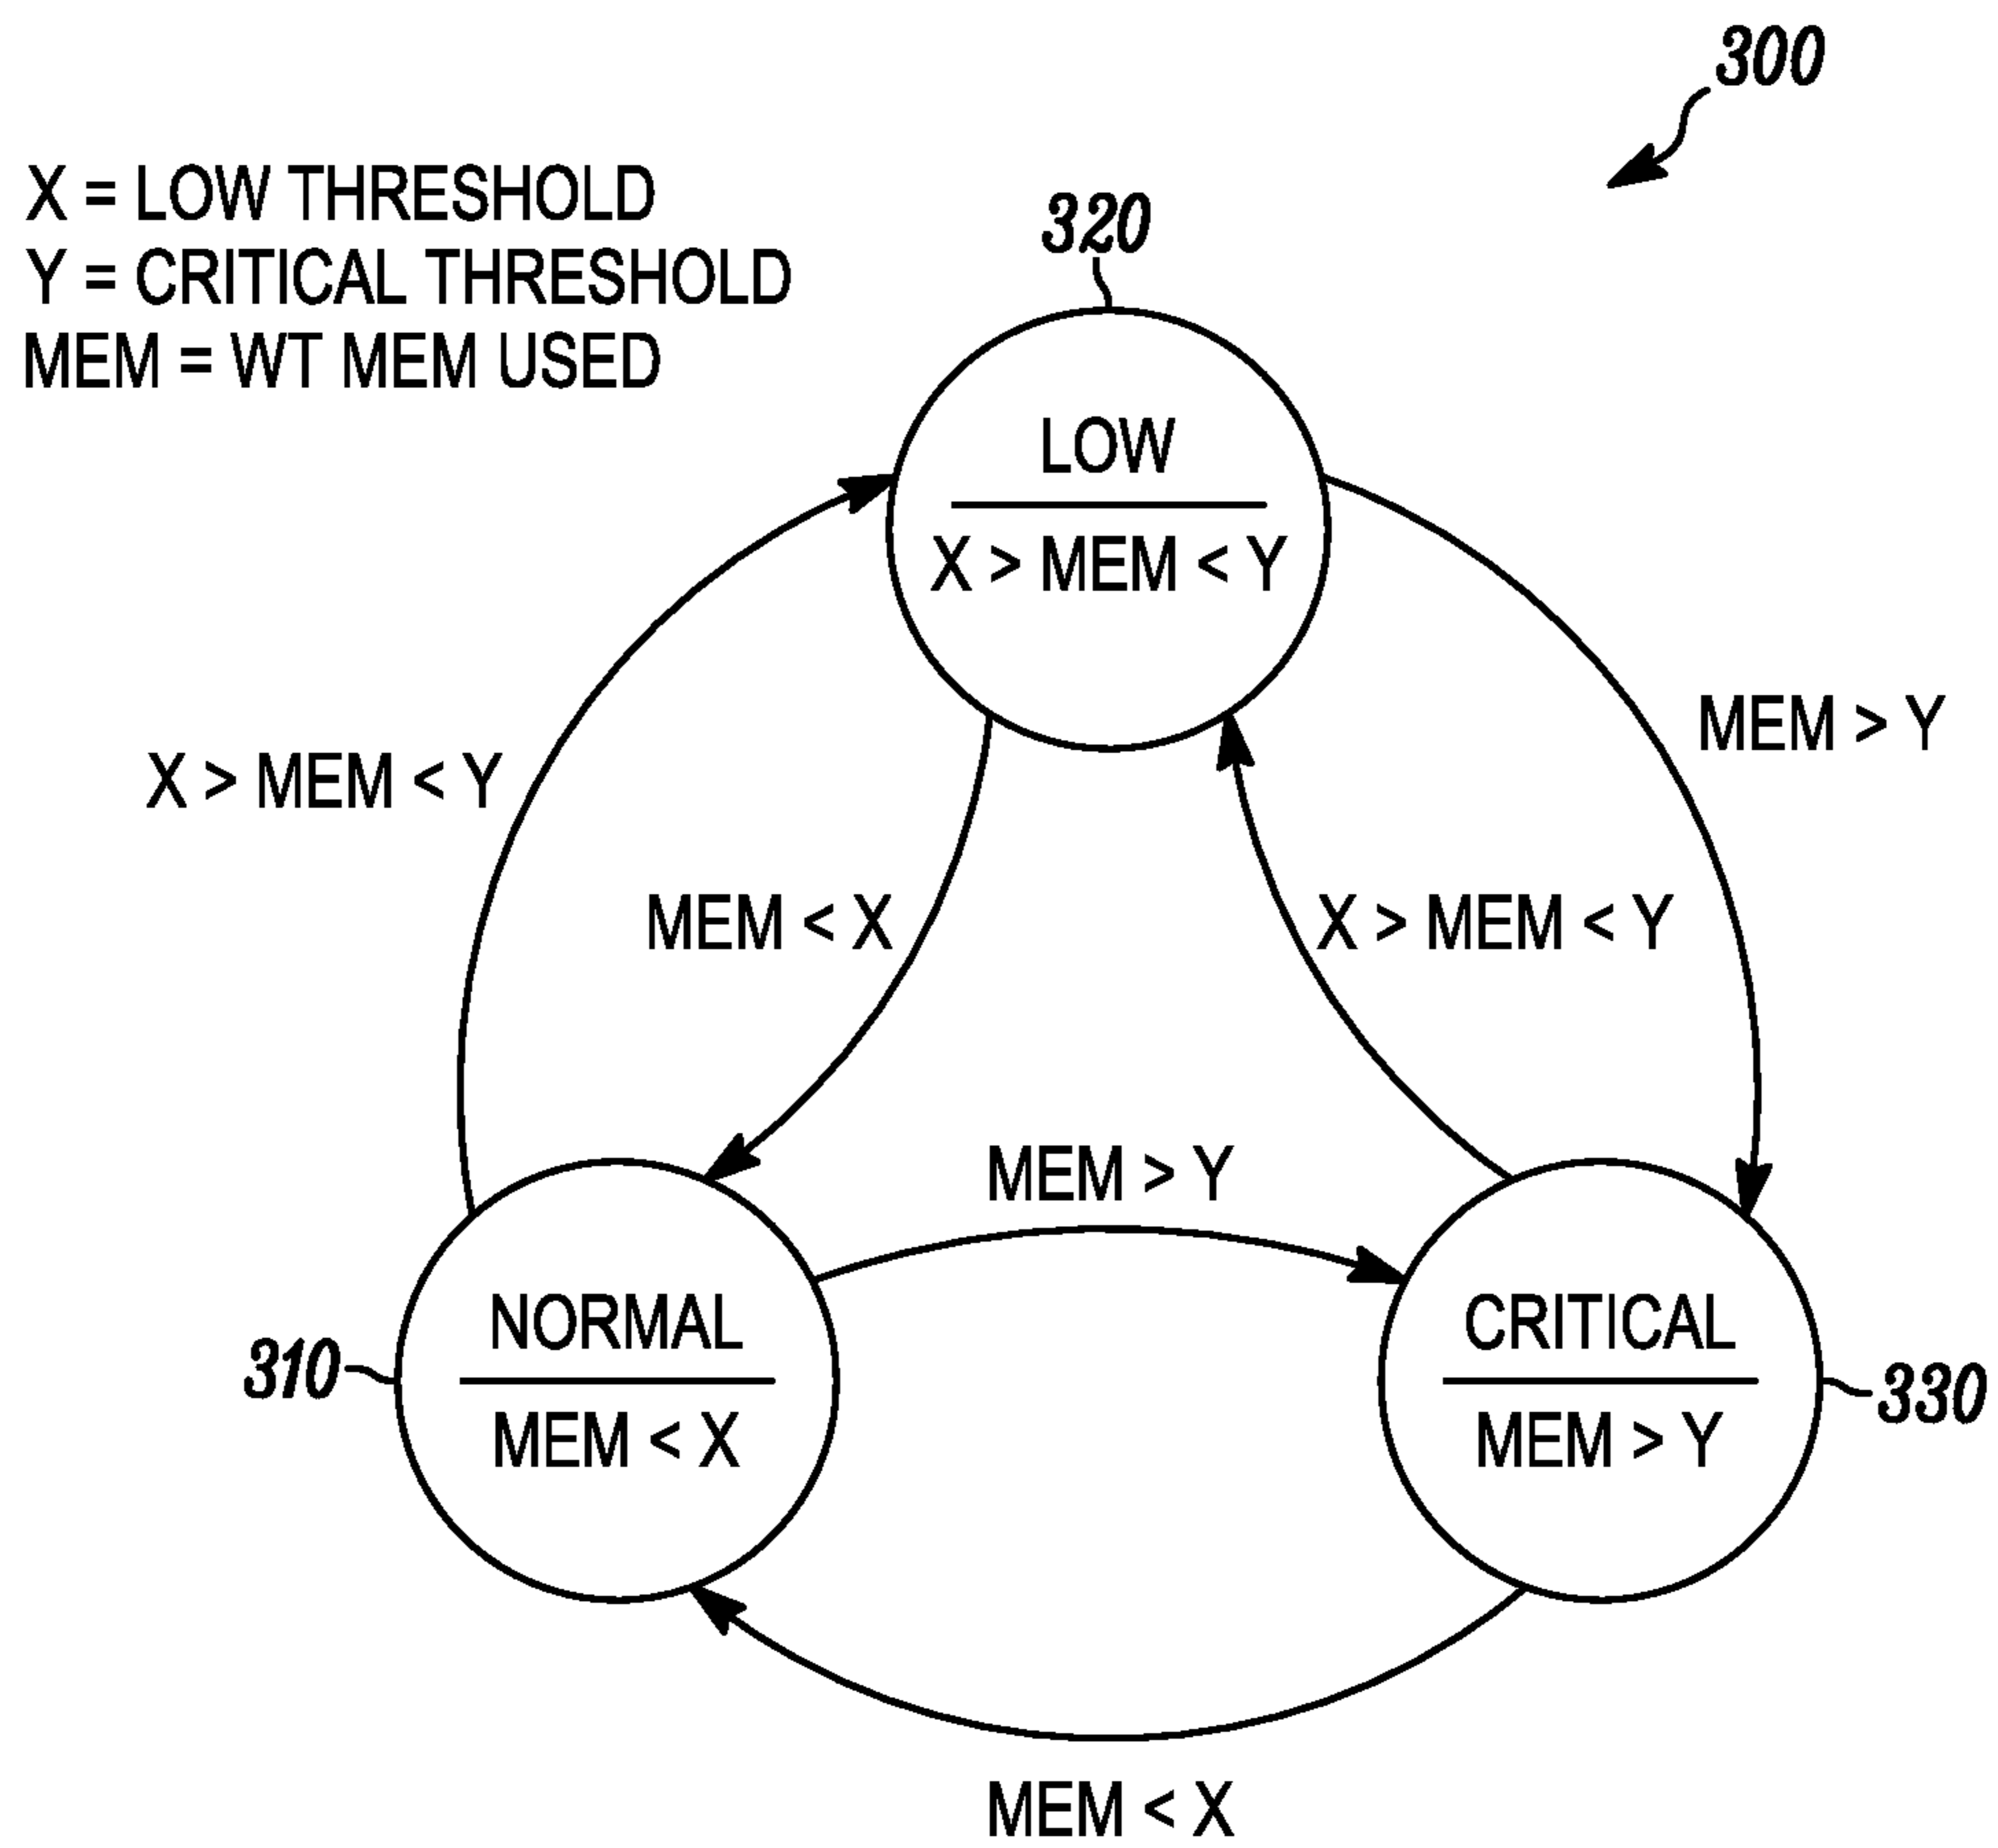 300
X = LOW THRESHOLD
Y = CRITICAL THRESHOLD
MEM = WT MEM USED
320
LOW
X > MEM < Y
MEM > Y
X > MEM < Y
MEM < X
X > MEM < Y
MEM > Y
310
NORMAL
MEM < X
CRITICAL
MEM > Y
330
MEM < X